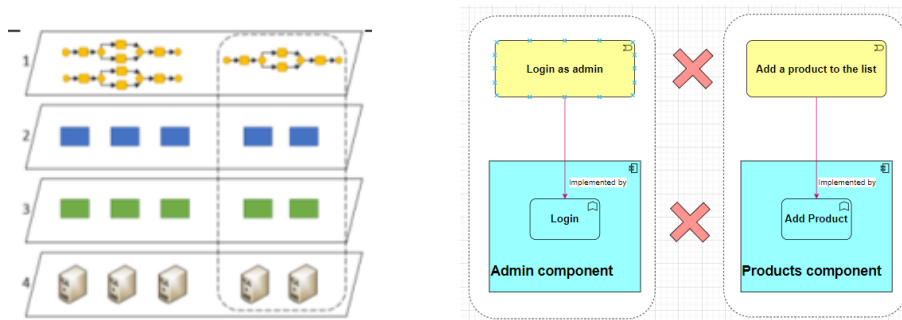 1
2
3
4
Login as admin
Add a product to the list
Implemented by
Implemented by
Login
Add Product
Admin component
Products component